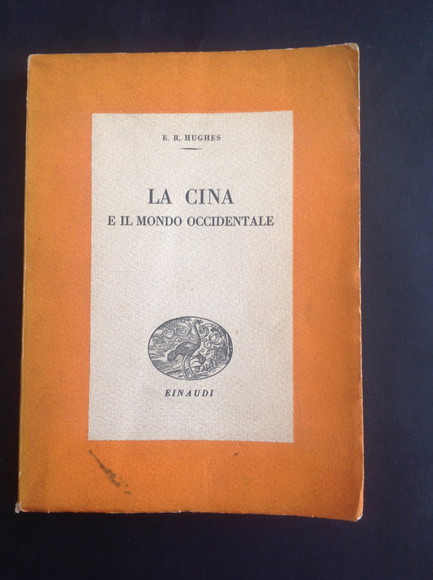 E. R. HUGHES
LA CINA
E IL MONDO OCCIDENTALE
EINAUDI